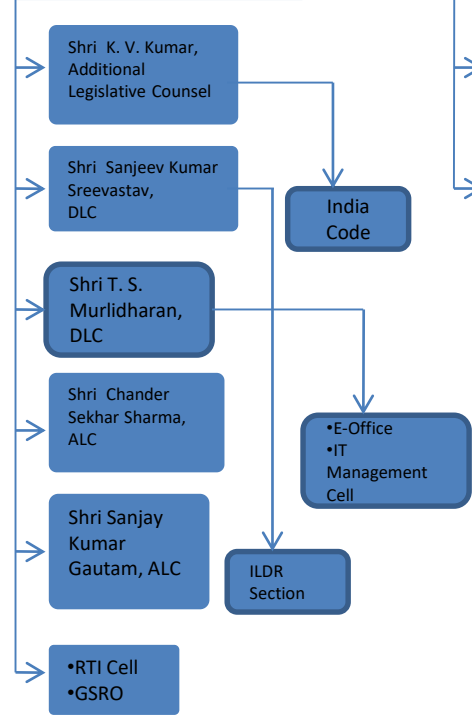 Shri K. V. Kumar,
Additional
Legislative Counsel
Shri Sanjeev Kumar
Sreevastav,
DLC
India
Code
Shri T. S.
Murlidharan,
DLC
Shri Chander
Sekhar Sharma,
ALC
•E-Office
•IT
Management
Cell
Shri Sanjay
Kumar
Gautam, ALC
ILDR
Section
•RTI Cell
•GSRO